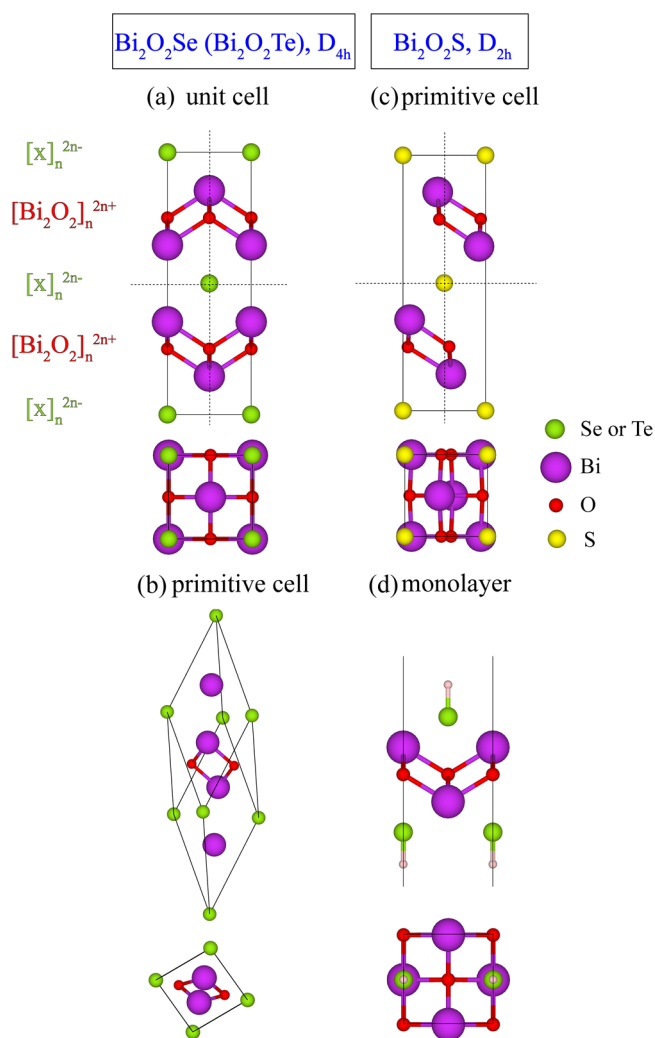 Bi₂O₂Se (Bi₂O₂Te), D₄ₕ
Bi₂O₂S, D₂ₕ
(a) unit cell
(c) primitive cell
[x]ₙ²ⁿ⁻
[Bi₂O₂]ₙ²ⁿ⁺
[x]ₙ²ⁿ⁻
[Bi₂O₂]ₙ²ⁿ⁺
[x]ₙ²ⁿ⁻
Se or Te
Bi
O
S
(b) primitive cell
(d) monolayer